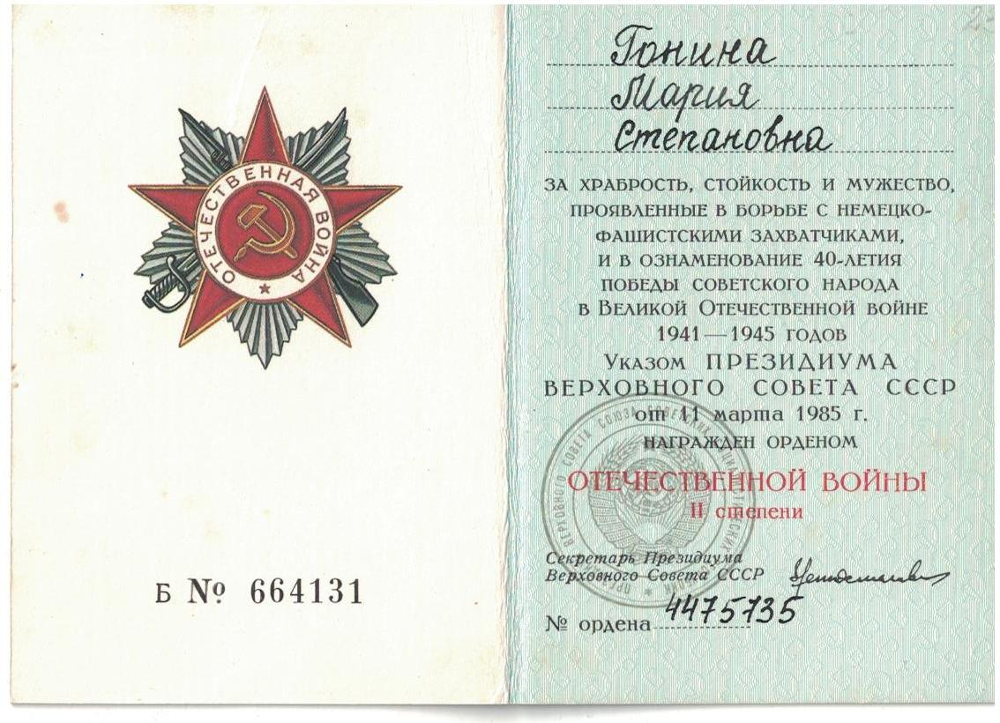 ОТЕЧЕСТВЕННАЯ ВОЙНА
Б № 664131
Гонина
Мария
Степановна
ЗА ХРАБРОСТЬ, СТОЙКОСТЬ И МУЖЕСТВО,
ПРОЯВЛЕННЫЕ В БОРЬБЕ С НЕМЕЦКО-
ФАШИСТСКИМИ ЗАХВАТЧИКАМИ,
И В ОЗНАМЕНОВАНИЕ 40-ЛЕТИЯ
ПОБЕДЫ СОВЕТСКОГО НАРОДА
В ВЕЛИКОЙ ОТЕЧЕСТВЕННОЙ ВОЙНЕ
1941—1945 ГОДОВ
УКАЗОМ ПРЕЗИДИУМА
ВЕРХОВНОГО СОВЕТА СССР
от 11 марта 1985 г.
НАГРАЖДЕН ОРДЕНОМ
ОТЕЧЕСТВЕННОЙ ВОЙНЫ
II степени
Секретарь Президиума
Верховного Совета СССР
№ ордена 4475735